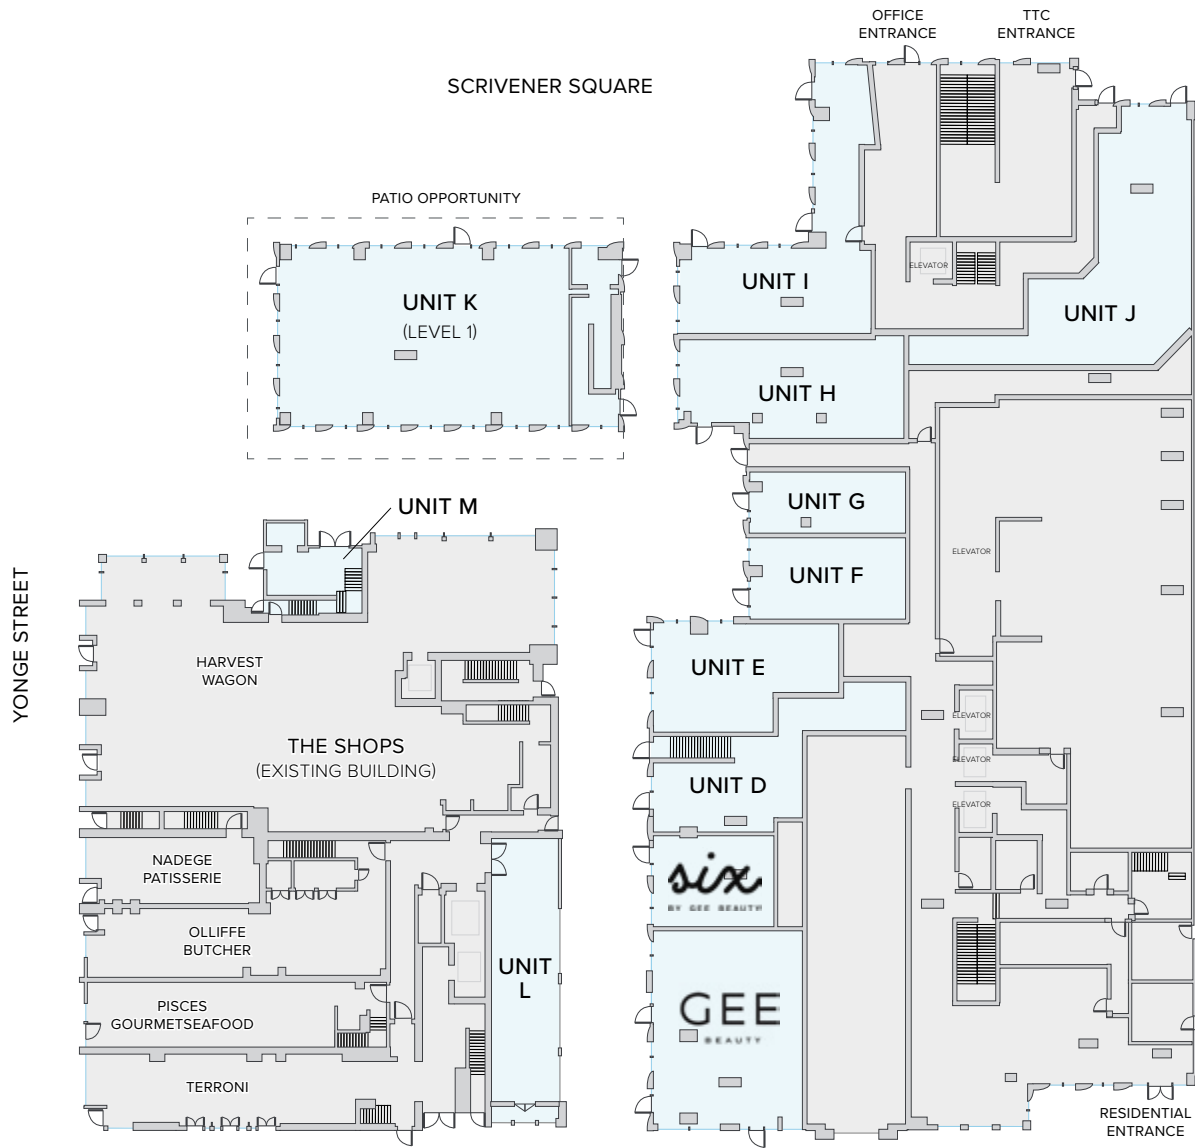 OFFICE
ENTRANCE
TTC
ENTRANCE
SCRIVENER SQUARE
PATIO OPPORTUNITY
UNIT K
(LEVEL 1)
UNIT I
ELEVATOR
UNIT J
UNIT H
UNIT M
UNIT G
ELEVATOR
UNIT F
YONGE STREET
HARVEST
WAGON
UNIT E
ELEVATOR
THE SHOPS
(EXISTING BUILDING)
ELEVATOR
UNIT D
ELEVATOR
NADEGE
PATISSERIE
six
BY GEE BEAUTY
OLLIFFE
BUTCHER
UNIT
L
PISCES
GOURMETSEAFOOD
GEE
BEAUTY
TERRONI
RESIDENTIAL
ENTRANCE